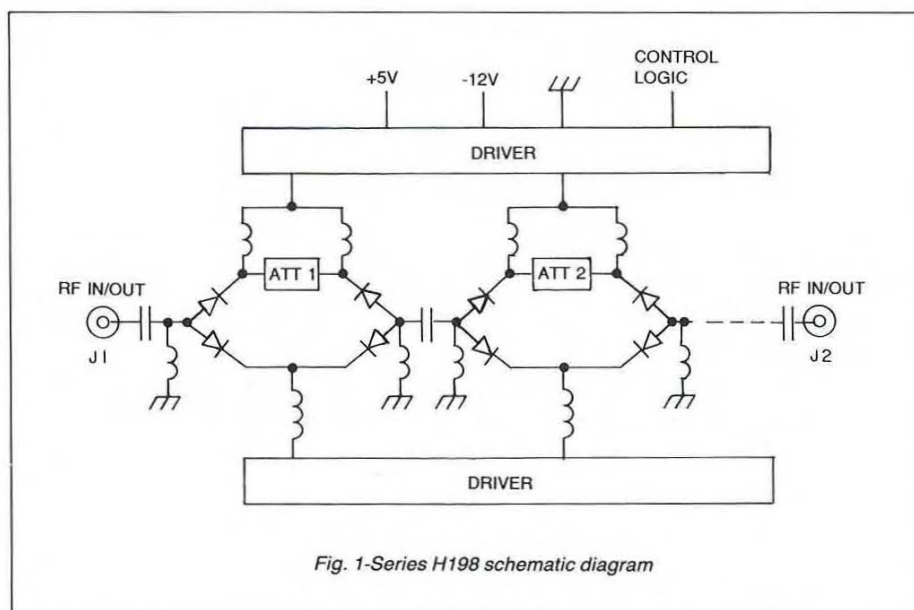 CONTROL
LOGIC
+5V
-12V
DRIVER
ATT 1
ATT 2
RF IN/OUT
RF IN/OUT
J1
J2
DRIVER
Fig. 1-Series H198 schematic diagram